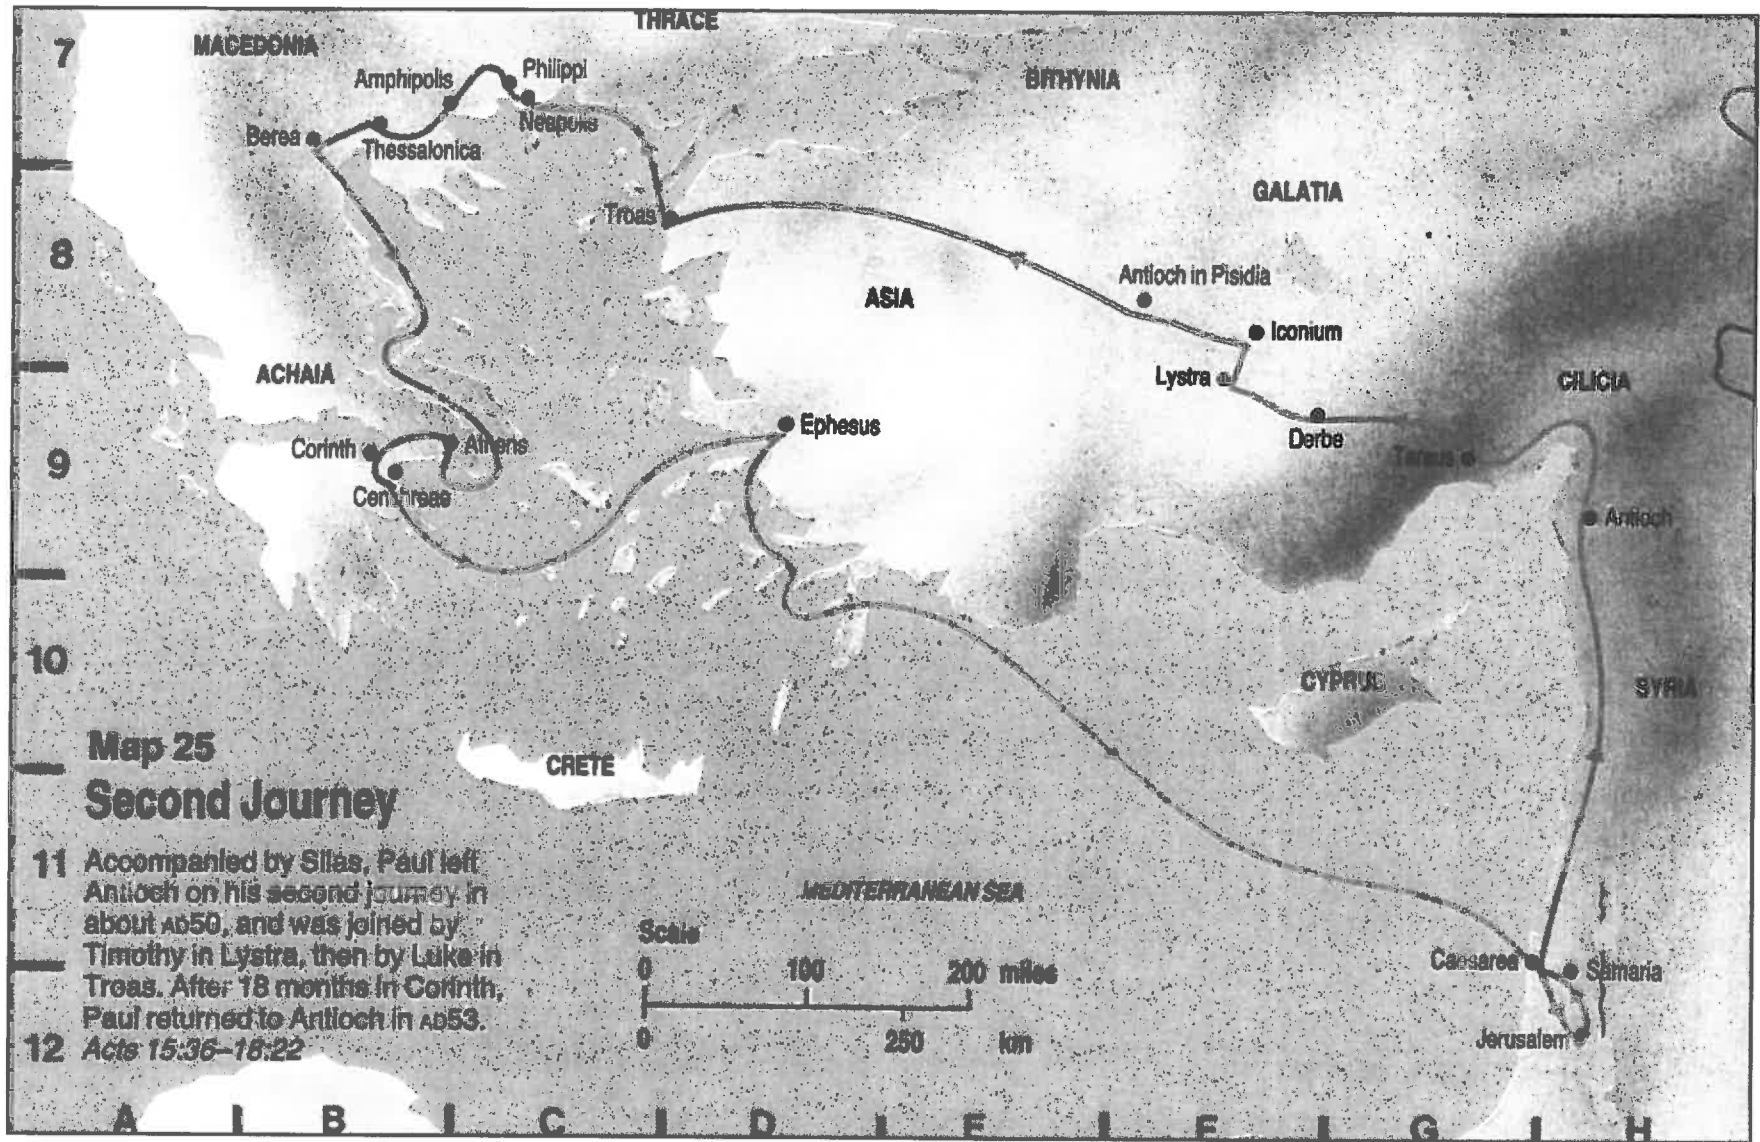 THRACE
7
MACEDONIA
Philippi
Amphipolis
BITHYNIA
Neapolis
Berea
Thessalonica
GALATIA
Troas
8
Antioch in Pisidia
ASIA
Iconium
ACHAIA
Lystra
CILICIA
Ephesus
Derbe
Corinth
Athens
9
Tarsus
Cenchreae
Antioch
10
CYPRUS
SYRIA
Map 25
CRETE
Second Journey
11
Accompanied by Silas, Paul left
Antioch on his second journey in
about AD50, and was joined by
Timothy in Lystra, then by Luke in
Troas. After 18 months in Corinth,
Paul returned to Antioch in AD53.
12
Acts 15:36–18:22
MEDITERRANEAN SEA
Scale
0 100 200 miles
0 250 km
Caesarea
Samaria
Jerusalem
A B C D E F G H